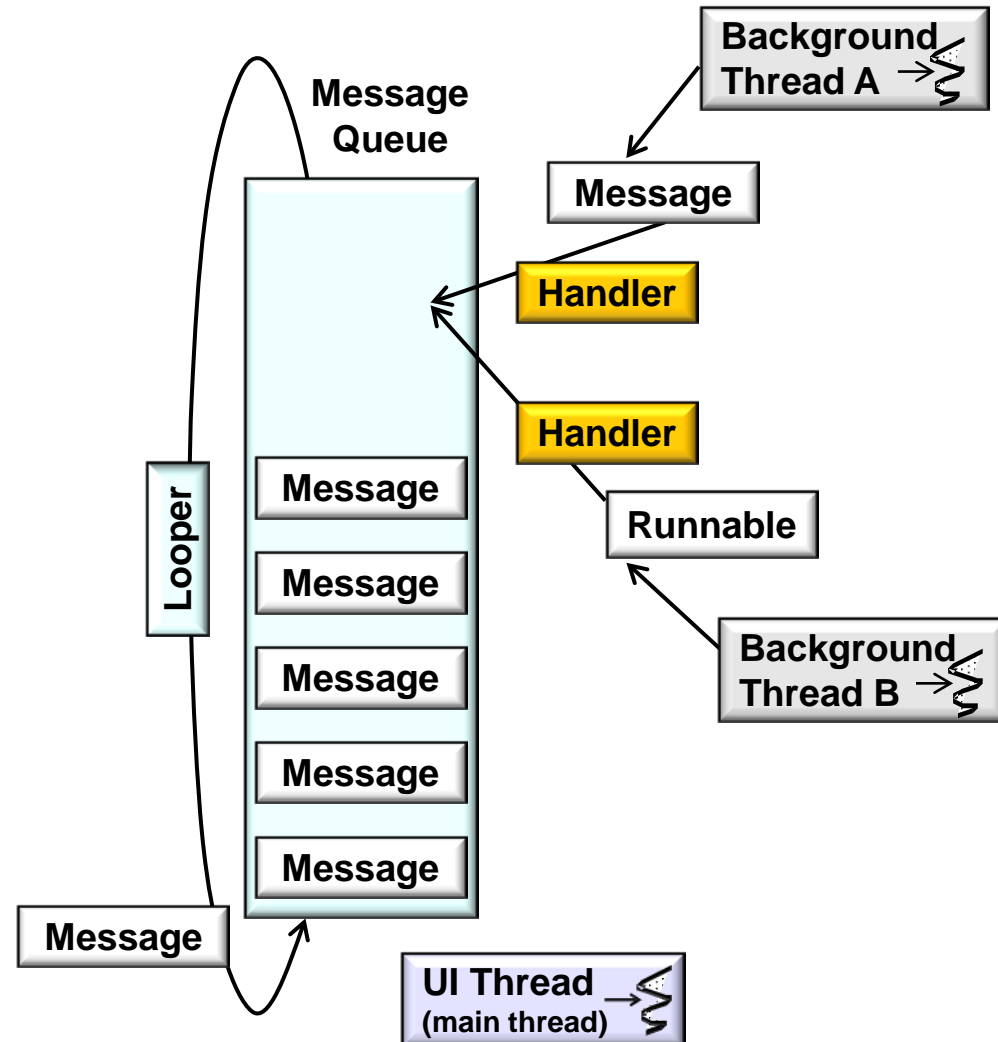 Background
Thread A
Message
Queue
Message
Handler
Handler
Message
Runnable
Looper
Message
Message
Background
Thread B
Message
Message
Message
UI Thread
(main thread)